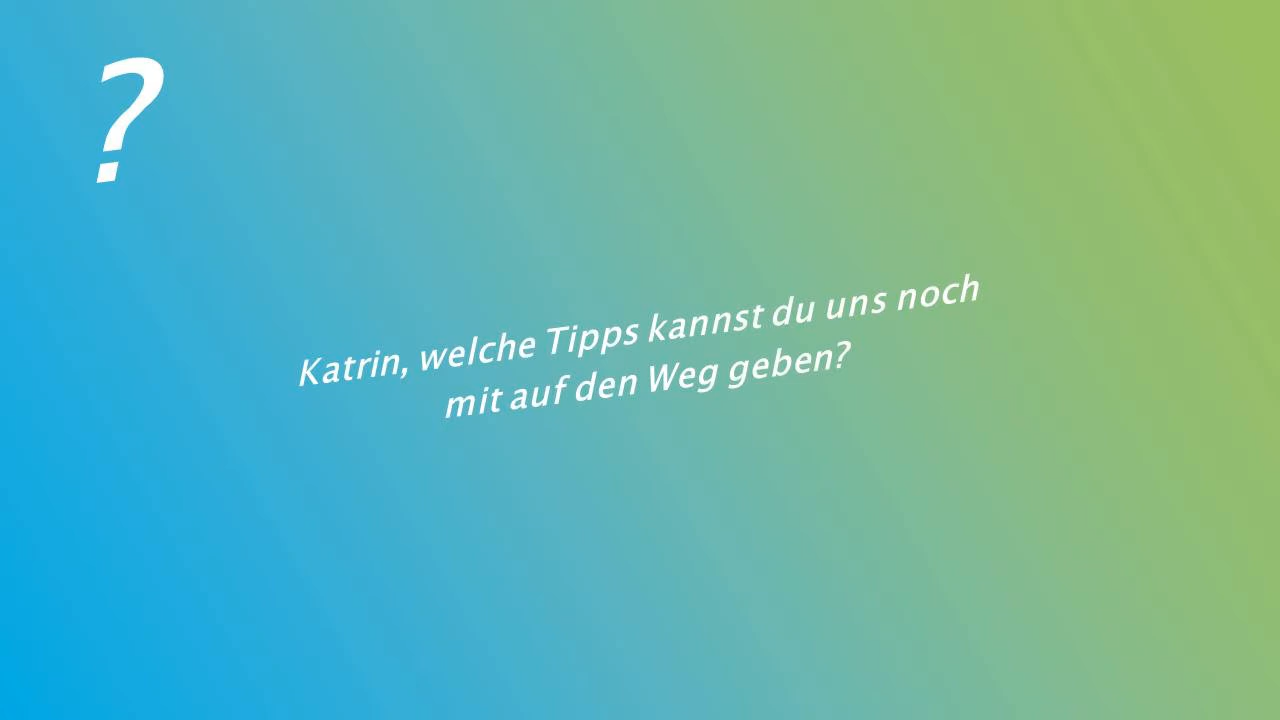 ?
Katrin, welche Tipps kannst du uns noch
mit auf den Weg geben?